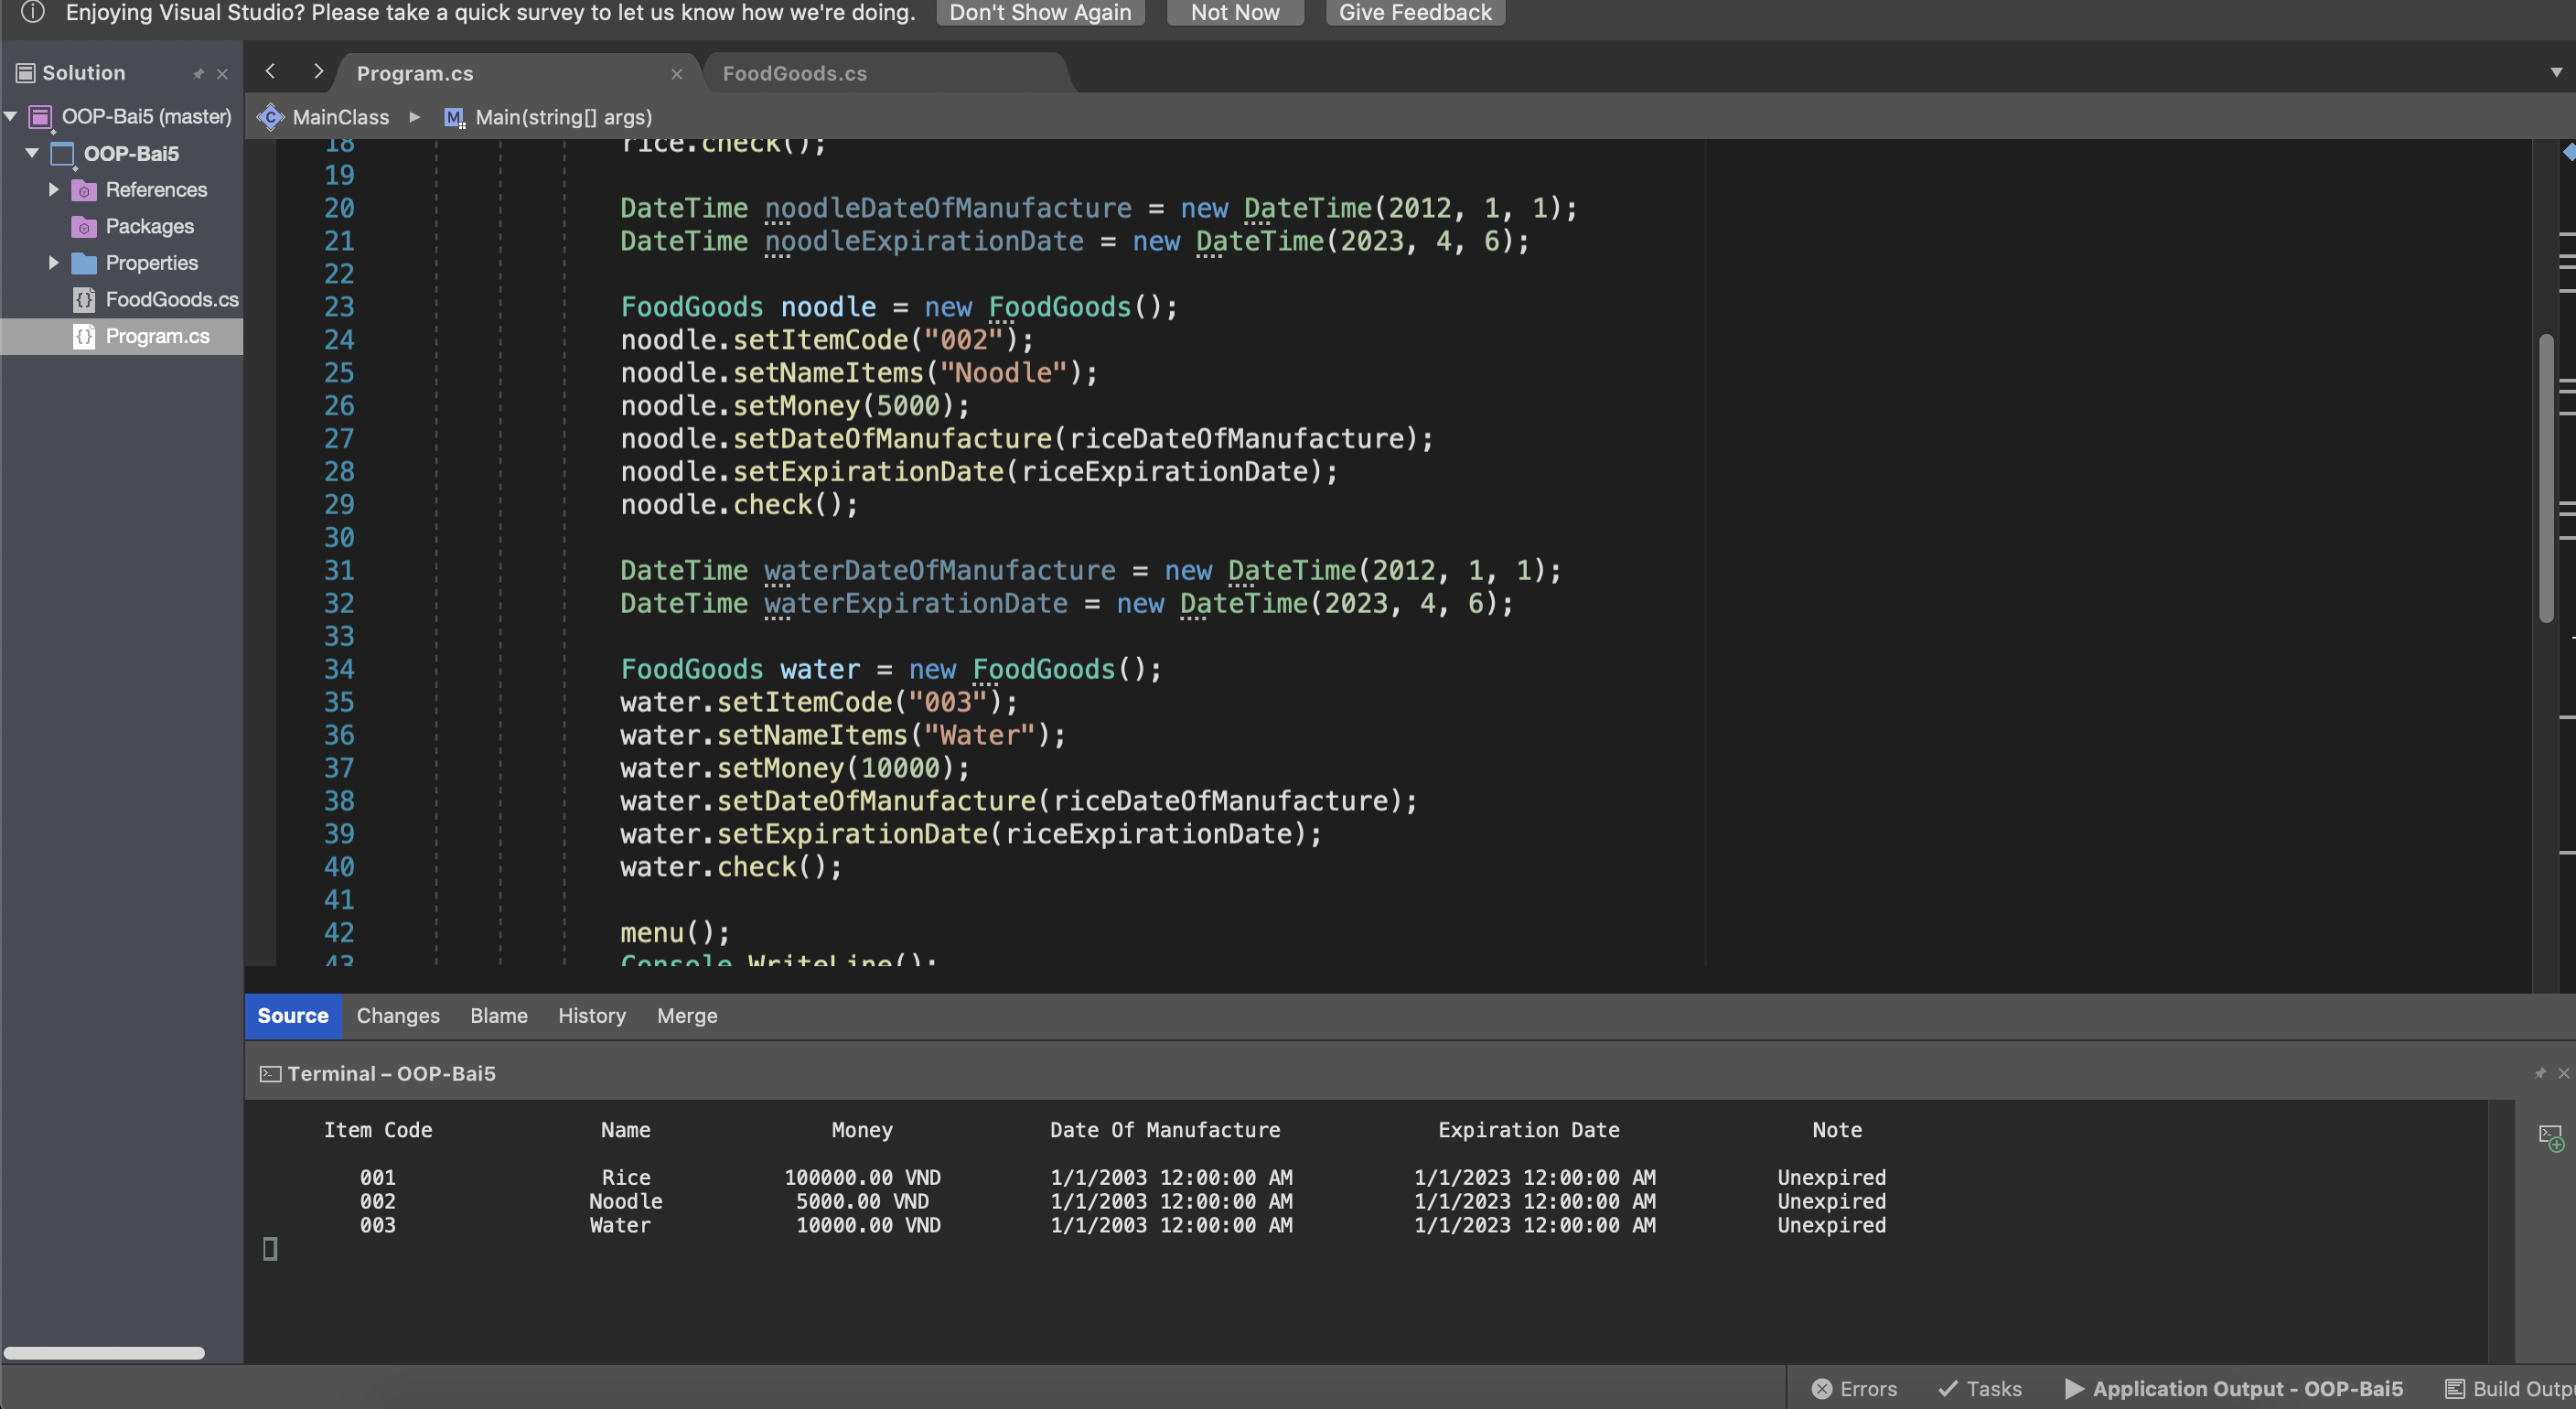 Enjoying Visual Studio? Please take a quick survey to let us know how we're doing. Don't Show Again Not Now Give Feedback
Solution
Program.cs
FoodGoods.cs
OOP-Bai5 (master)
OOP-Bai5
References
Packages
Properties
FoodGoods.cs
Program.cs
MainClass Main(string[] args)
18 rice.check();
19
20 DateTime noodleDateOfManufacture = new DateTime(2012, 1, 1);
21 DateTime noodleExpirationDate = new DateTime(2023, 4, 6);
22
23 FoodGoods noodle = new FoodGoods();
24 noodle.setItemCode("002");
25 noodle.setNameItems("Noodle");
26 noodle.setMoney(5000);
27 noodle.setDateOfManufacture(riceDateOfManufacture);
28 noodle.setExpirationDate(riceExpirationDate);
29 noodle.check();
30
31 DateTime waterDateOfManufacture = new DateTime(2012, 1, 1);
32 DateTime waterExpirationDate = new DateTime(2023, 4, 6);
33
34 FoodGoods water = new FoodGoods();
35 water.setItemCode("003");
36 water.setNameItems("Water");
37 water.setMoney(10000);
38 water.setDateOfManufacture(riceDateOfManufacture);
39 water.setExpirationDate(riceExpirationDate);
40 water.check();
41
42 menu();
43 Console.WriteLine();
Source Changes Blame History Merge
Terminal – OOP-Bai5
Item Code Name Money Date Of Manufacture Expiration Date Note
001 Rice 100000.00 VND 1/1/2003 12:00:00 AM 1/1/2023 12:00:00 AM Unexpired
002 Noodle 5000.00 VND 1/1/2003 12:00:00 AM 1/1/2023 12:00:00 AM Unexpired
003 Water 10000.00 VND 1/1/2003 12:00:00 AM 1/1/2023 12:00:00 AM Unexpired
Errors Tasks Application Output - OOP-Bai5 Build Outp